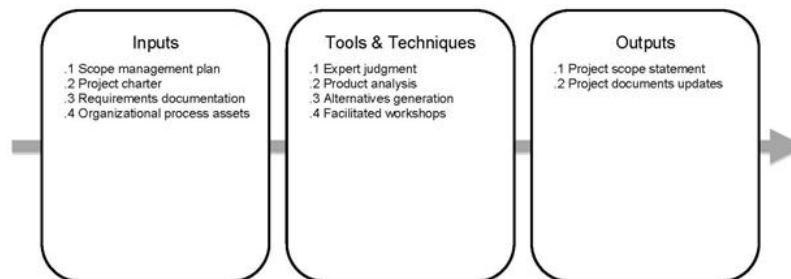 Inputs
.1 Scope management plan
.2 Project charter
.3 Requirements documentation
.4 Organizational process assets
Tools & Techniques
.1 Expert judgment
.2 Product analysis
.3 Alternatives generation
.4 Facilitated workshops
Outputs
.1 Project scope statement
.2 Project documents updates